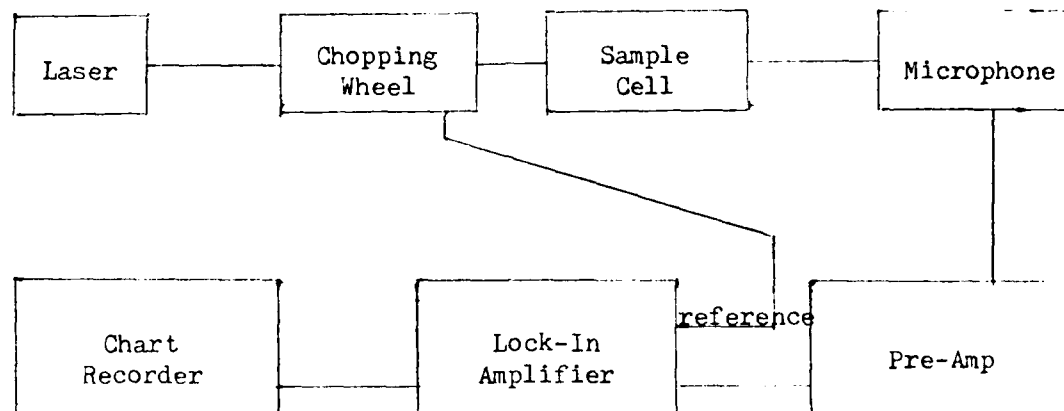 Laser
Chopping
Wheel
Sample
Cell
Microphone
reference
Chart
Recorder
Lock-In
Amplifier
Pre-Amp